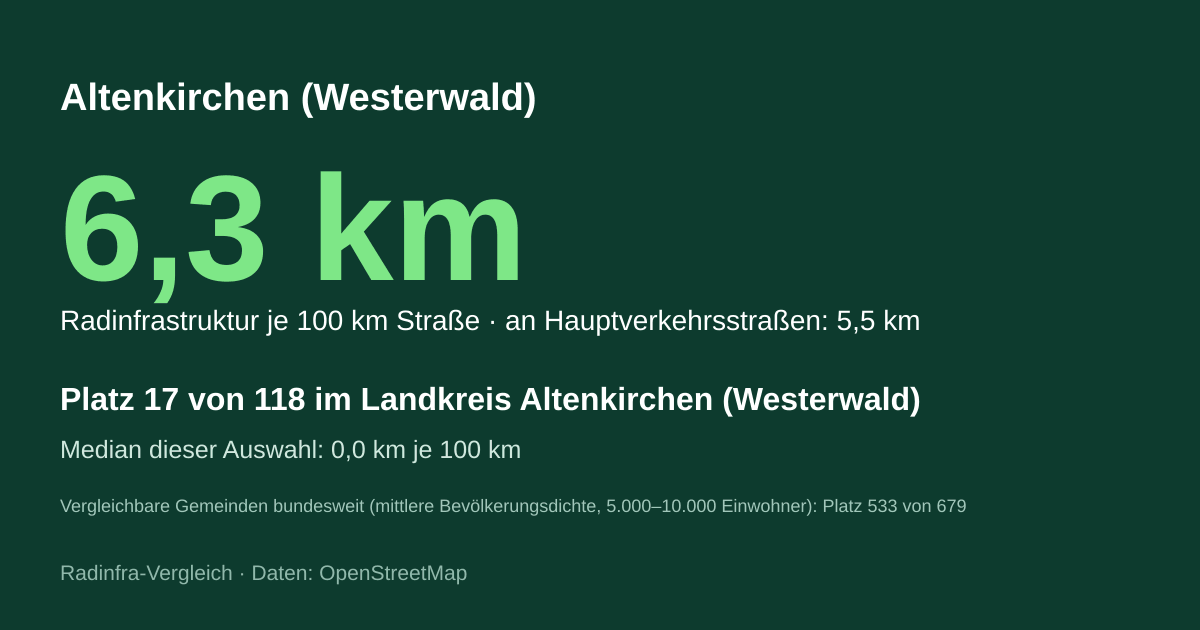 Altenkirchen (Westerwald)
6,3 km
Radinfrastruktur je 100 km Straße · an Hauptverkehrsstraßen: 5,5 km
Platz 17 von 118 im Landkreis Altenkirchen (Westerwald)
Median dieser Auswahl: 0,0 km je 100 km
Vergleichbare Gemeinden bundesweit (mittlere Bevölkerungsdichte, 5.000–10.000 Einwohner): Platz 533 von 679
Radinfra-Vergleich · Daten: OpenStreetMap